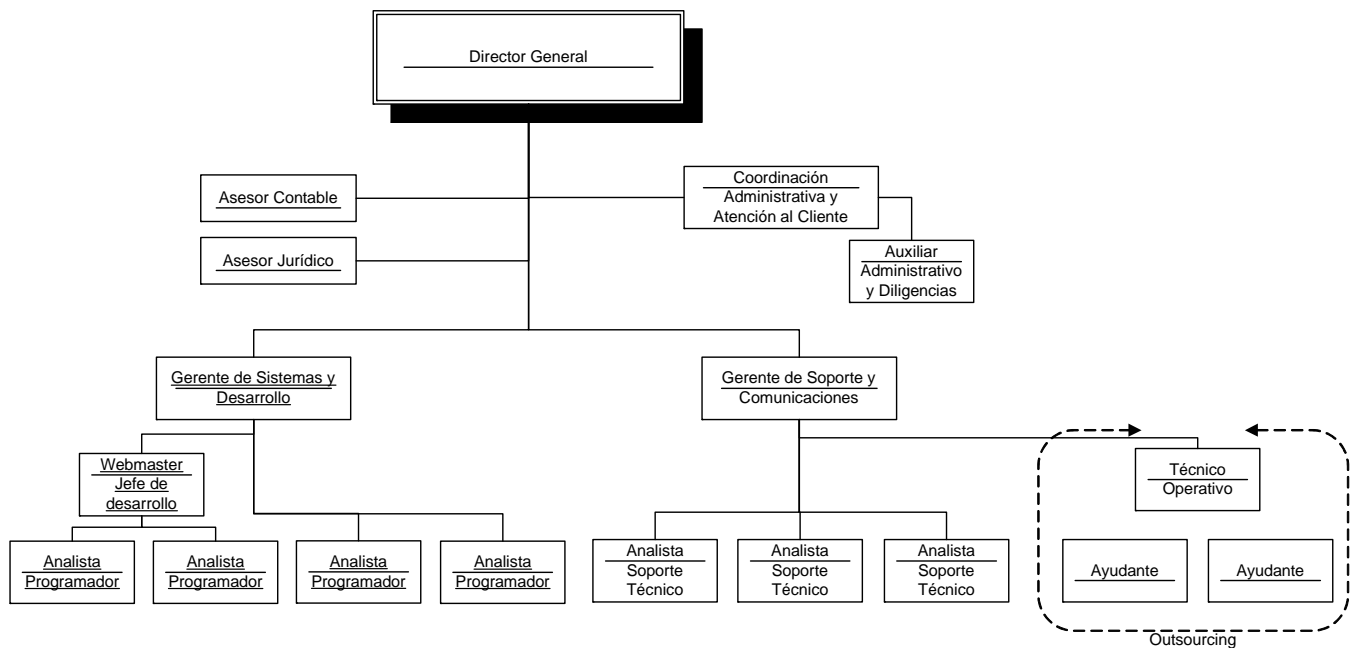 Director General
Coordinación
Administrativa y
Atención al Cliente
Asesor Contable
Auxiliar
Administrativo
y Diligencias
Asesor Jurídico
Gerente de Sistemas y
Desarrollo
Gerente de Soporte y
Comunicaciones
Webmaster
Jefe de
desarrollo
Técnico
Operativo
Analista
Programador
Analista
Programador
Analista
Programador
Analista
Programador
Analista
Soporte
Técnico
Analista
Soporte
Técnico
Analista
Soporte
Técnico
Ayudante
Ayudante
Outsourcing